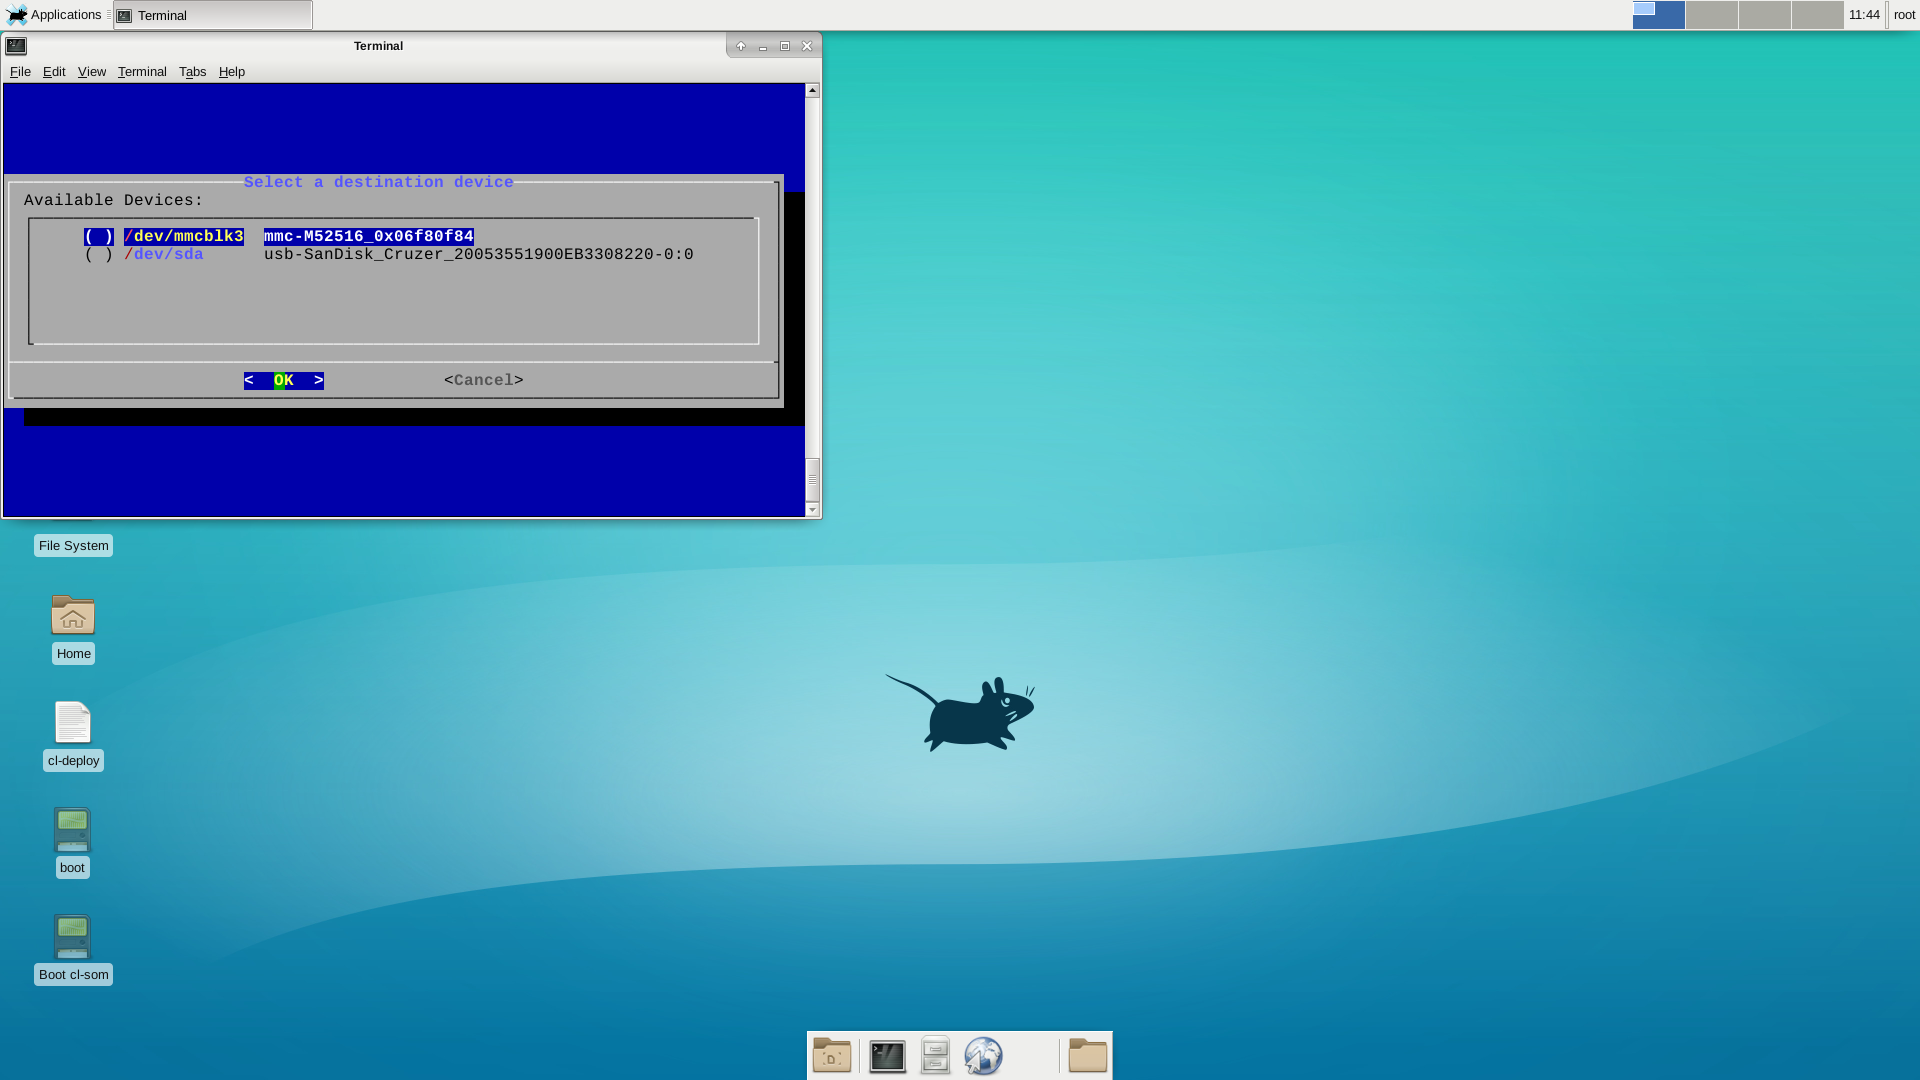 Applications
Terminal
11:44
root
Terminal
File Edit View Terminal Tabs Help
Select a destination device
Available Devices:
( ) /dev/mmcblk3 mmc-M52516_0x06f80f84
( ) /dev/sda usb-SanDisk_Cruzer_20053551900EB3308220-0:0
< OK > <Cancel>
File System
Home
cl-deploy
boot
Boot cl-som